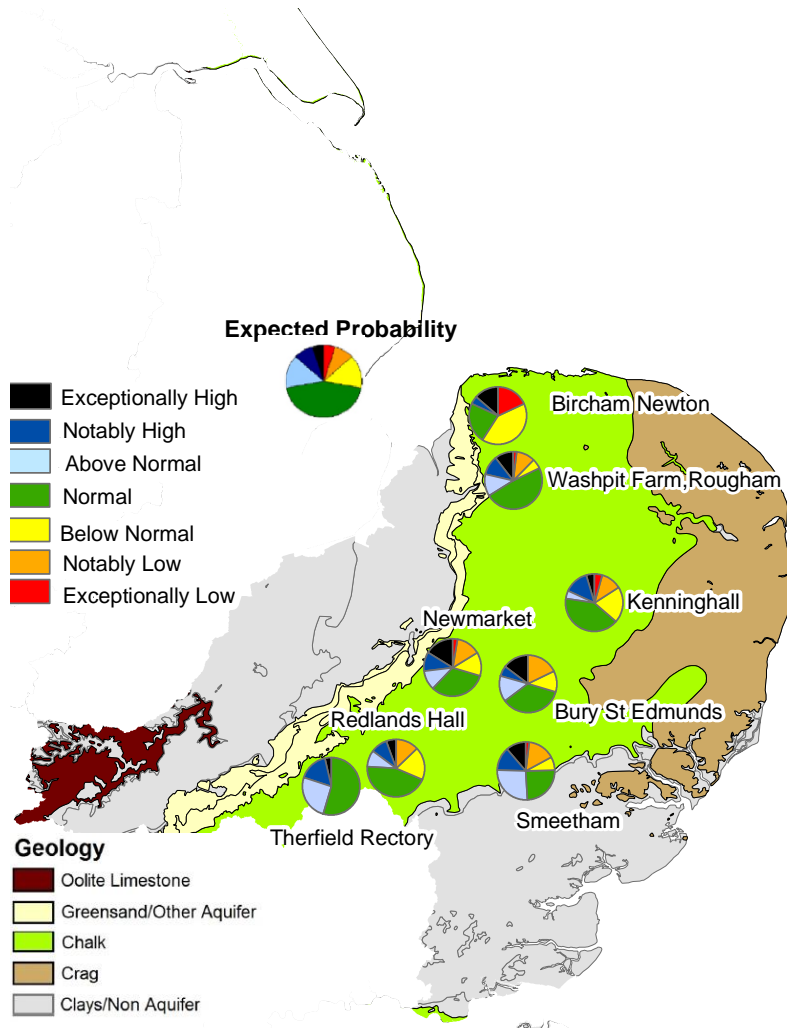 Expected Probability
Exceptionally High
Notably High
Above Normal
Normal
Below Normal
Notably Low
Exceptionally Low
Bircham Newton
Washpit Farm,Rougham
Kenninghall
Newmarket
Bury St Edmunds
Redlands Hall
Smeetham
Therfield Rectory
Geology
Oolite Limestone
Greensand/Other Aquifer
Chalk
Crag
Clays/Non Aquifer